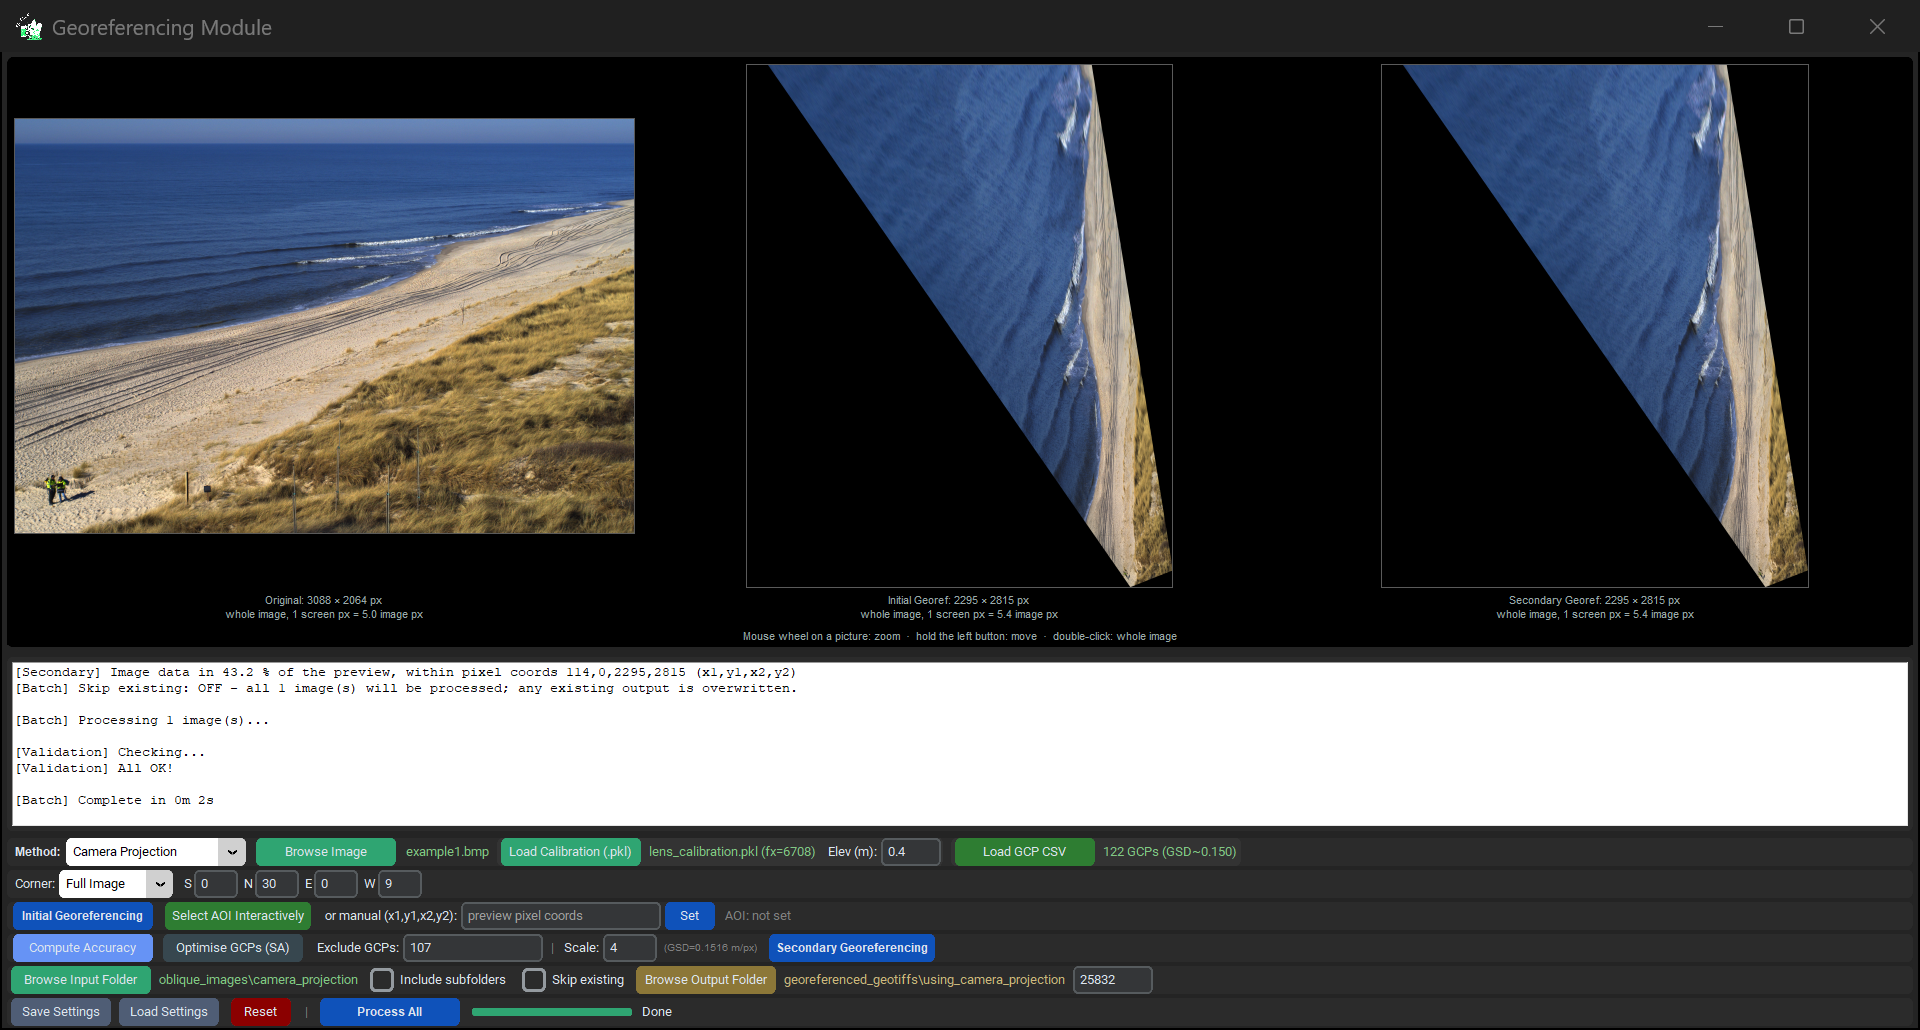 Georeferencing Module
Original: 3088 × 2064 px
whole image, 1 screen px = 5.0 image px
Initial Georef: 2295 × 2815 px
whole image, 1 screen px = 5.4 image px
Secondary Georef: 2295 × 2815 px
whole image, 1 screen px = 5.4 image px
Mouse wheel on a picture: zoom · hold the left button: move · double-click: whole image
[Secondary] Image data in 43.2 % of the preview, within pixel coords 114,0,2295,2815 (x1,y1,x2,y2)
[Batch] Skip existing: OFF - all 1 image(s) will be processed; any existing output is overwritten.
[Batch] Processing 1 image(s)...
[Validation] Checking...
[Validation] All OK!
[Batch] Complete in 0m 2s
Method: Camera Projection Browse Image example1.bmp Load Calibration (.pkl) lens_calibration.pkl (fx=6708) Elev (m): 0.4 Load GCP CSV 122 GCPs (GSD~0.150)
Corner: Full Image S 0 N 30 E 0 W 9
Initial Georeferencing Select AOI Interactively or manual (x1,y1,x2,y2): preview pixel coords Set AOI: not set
Compute Accuracy Optimise GCPs (SA) Exclude GCPs: 107 | Scale: 4 (GSD=0.1516 m/px) Secondary Georeferencing
Browse Input Folder oblique_images\camera_projection Include subfolders Skip existing Browse Output Folder georeferenced_geotiffs\using_camera_projection 25832
Save Settings Load Settings Reset | Process All Done